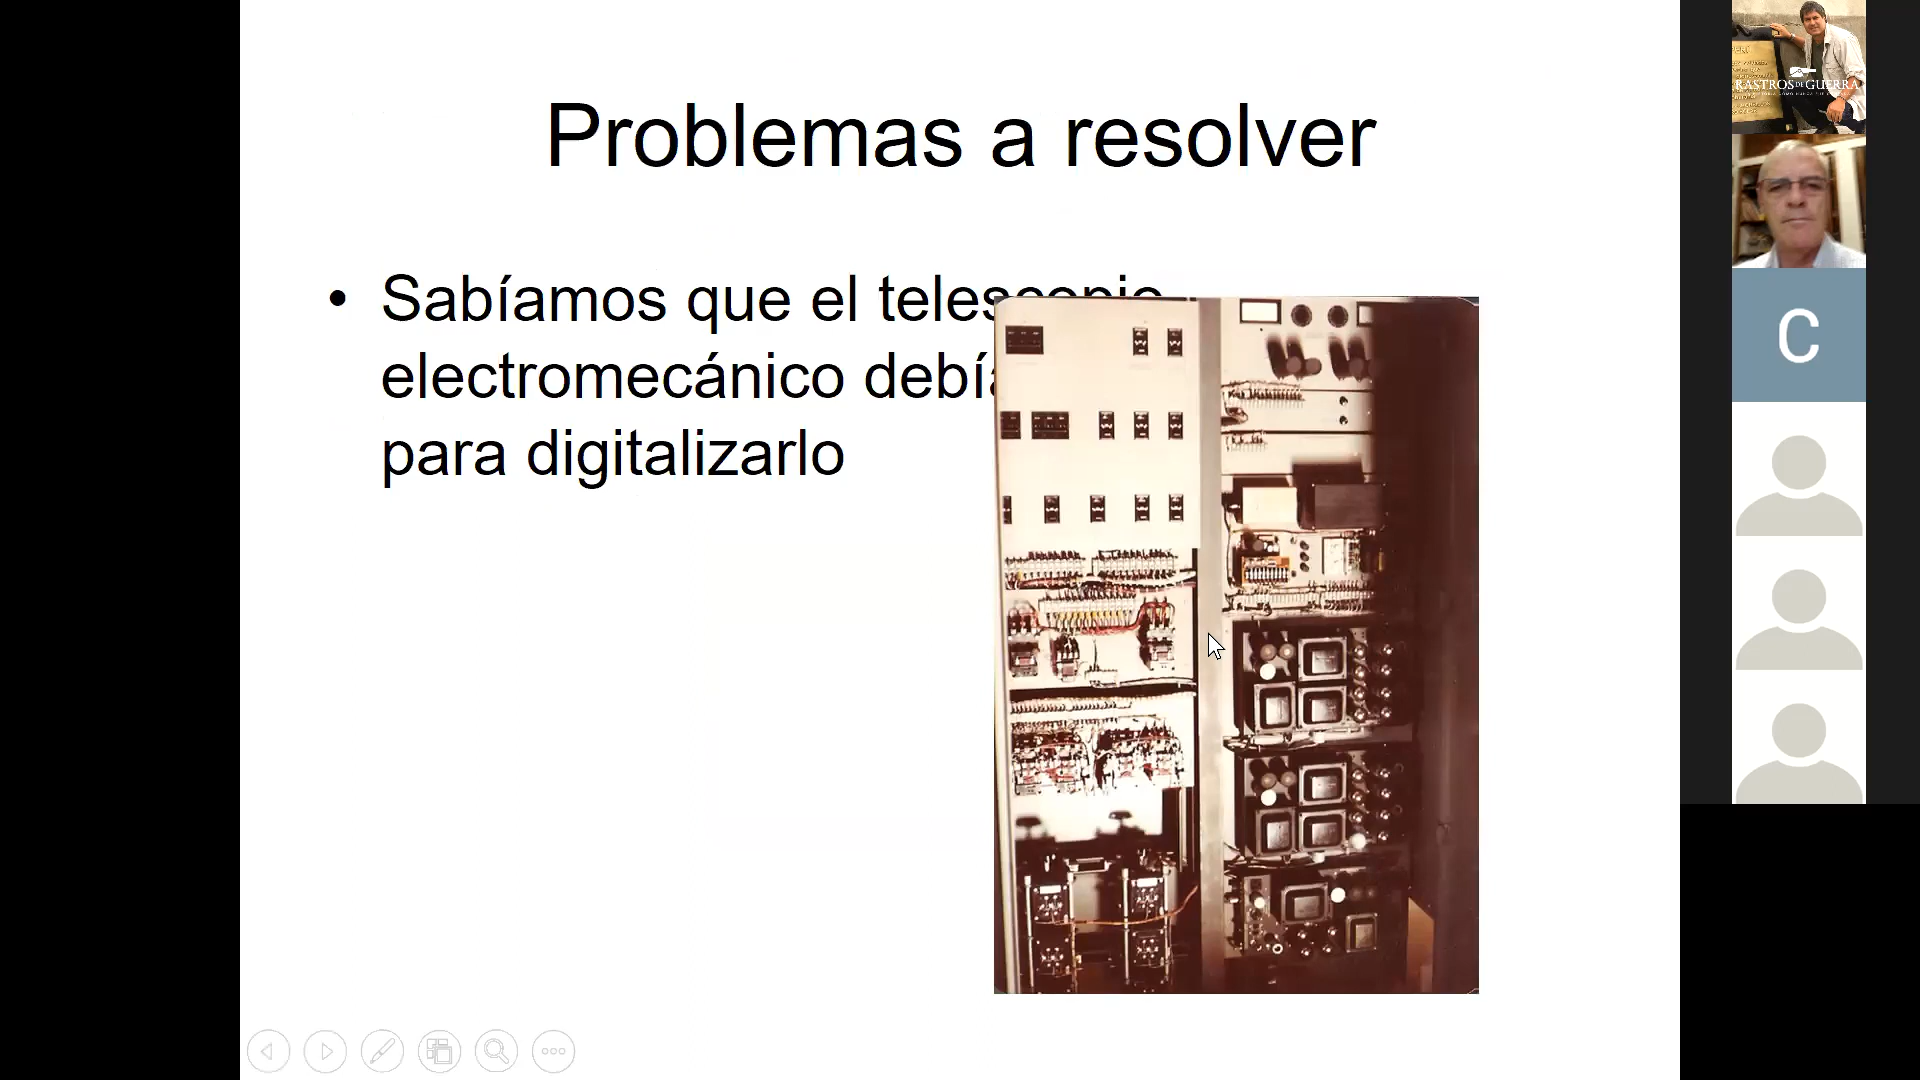 Problemas a resolver
• Sabíamos que el telescopio
electromecánico debía
para digitalizarlo
RASTROS DE GUERRA
C